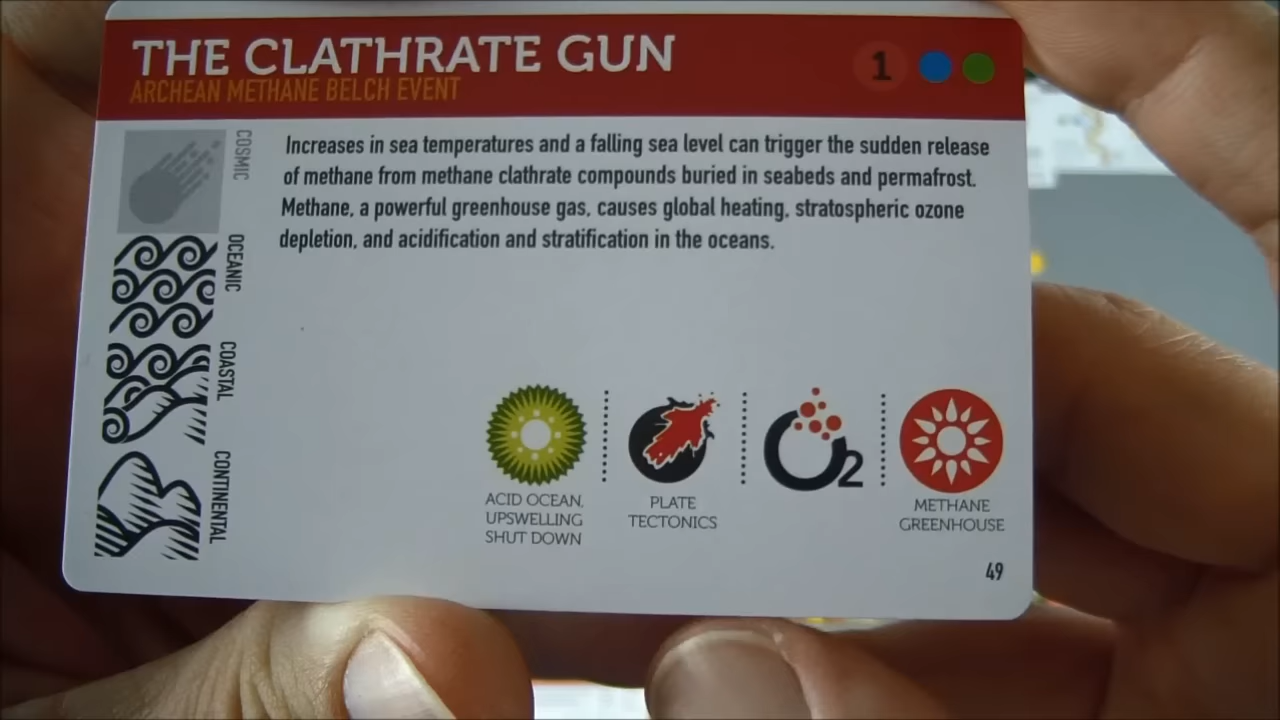 THE CLATHRATE GUN
1
ARCHEAN METHANE BELCH EVENT
COSMIC
OCEANIC
COASTAL
CONTINENTAL
Increases in sea temperatures and a falling sea level can trigger the sudden release
of methane from methane clathrate compounds buried in seabeds and permafrost.
Methane, a powerful greenhouse gas, causes global heating, stratospheric ozone
depletion, and acidification and stratification in the oceans.
ACID OCEAN,
UPSWELLING
SHUT DOWN
PLATE
TECTONICS
O2
METHANE
GREENHOUSE
49